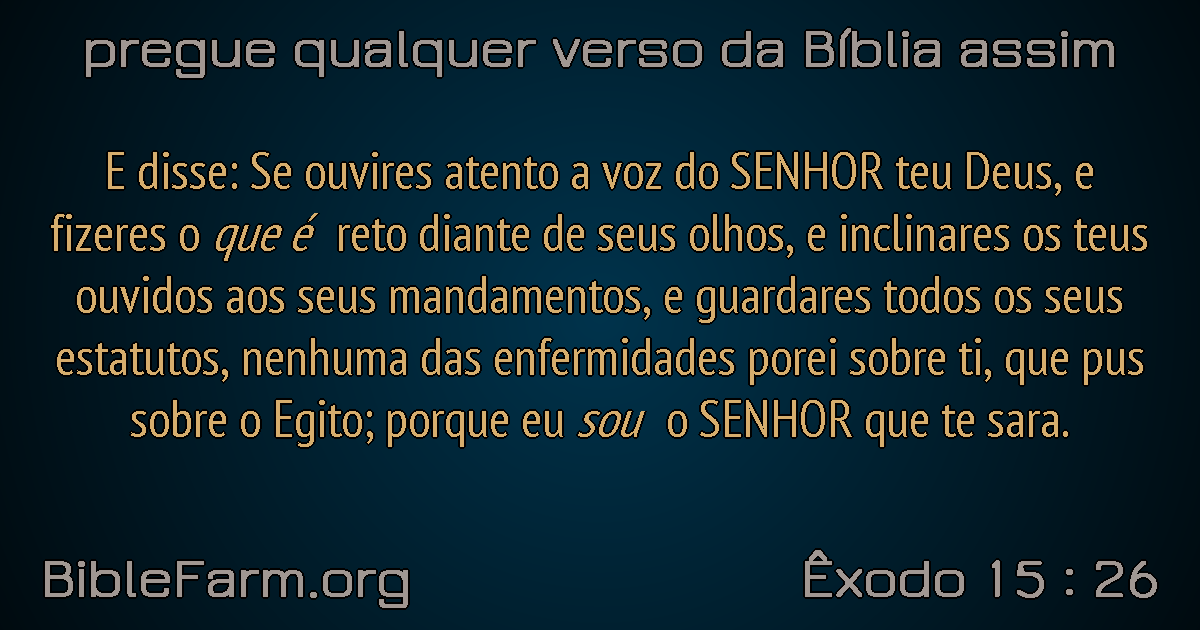 pregue qualquer verso da Bíblia assim
E disse: Se ouvires atento a voz do SENHOR teu Deus, e
fizeres o que é reto diante de seus olhos, e inclinares os teus
ouvidos aos seus mandamentos, e guardares todos os seus
estatutos, nenhuma das enfermidades porei sobre ti, que pus
sobre o Egito; porque eu sou o SENHOR que te sara.
BibleFarm.org
Êxodo 15 : 26